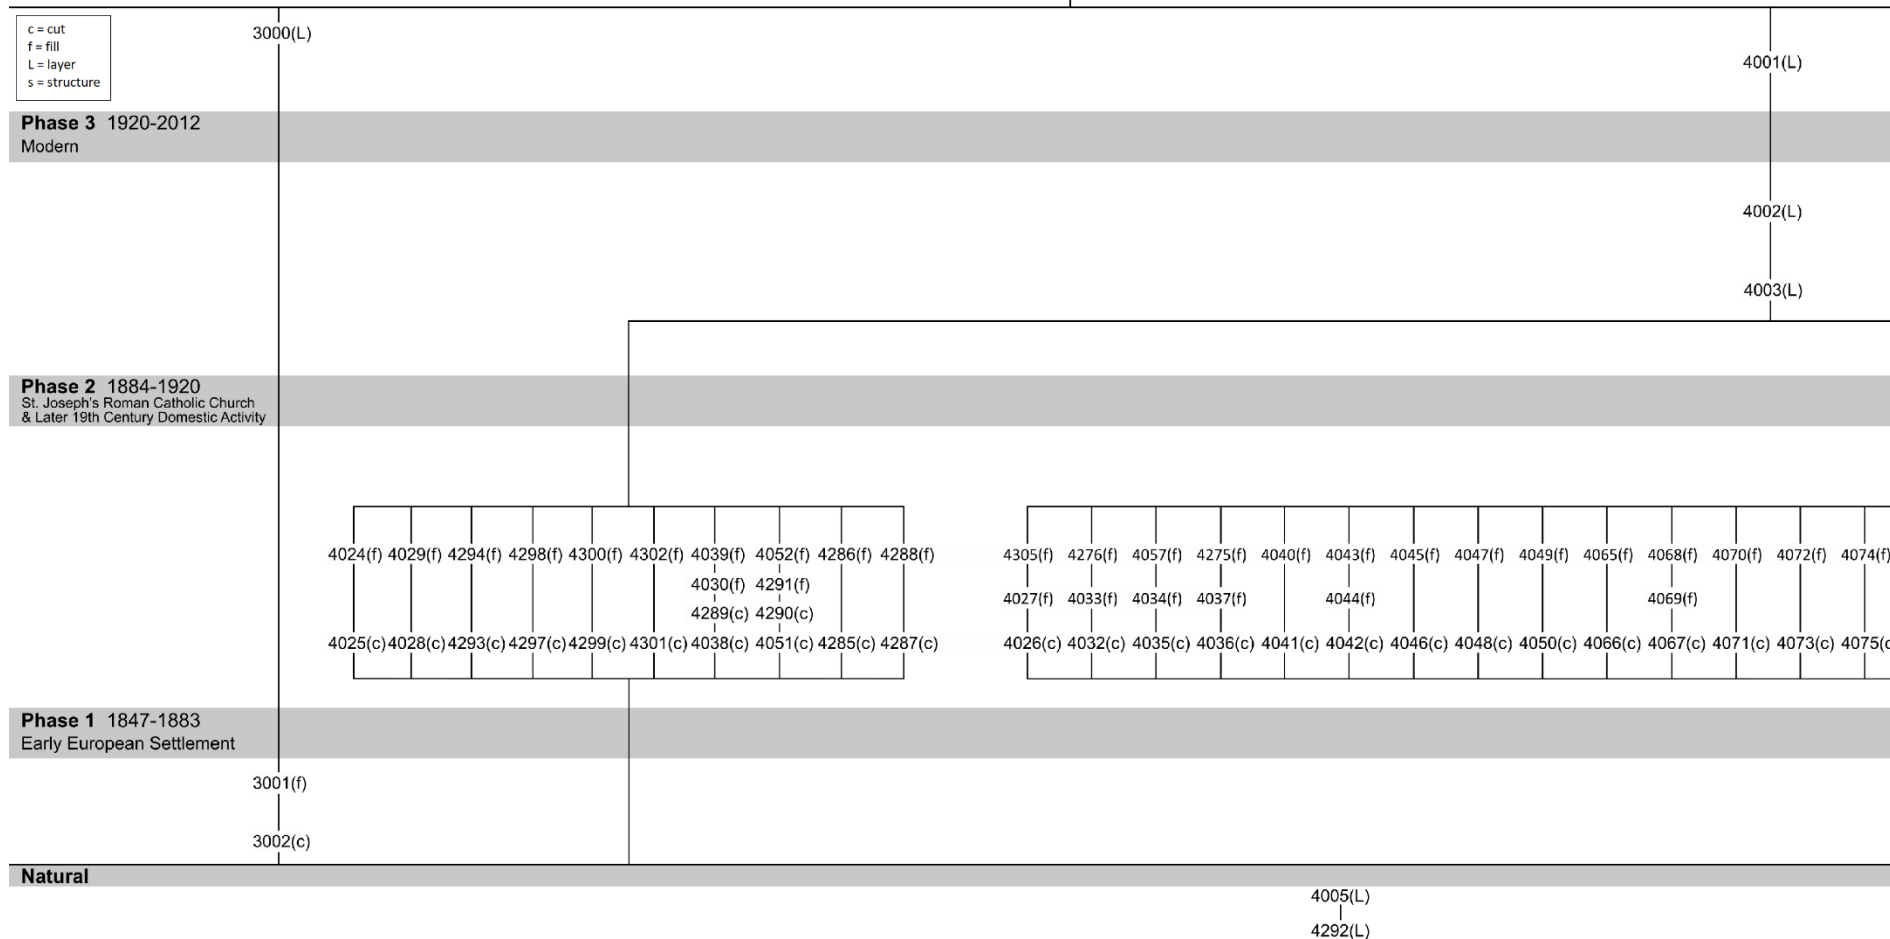 c = cut
f = fill
L = layer
s = structure
3000(L)
4001(L)
Phase 3 1920-2012
Modern
4002(L)
4003(L)
Phase 2 1884-1920
St. Joseph's Roman Catholic Church
& Later 19th Century Domestic Activity
4024(f) 4029(f) 4294(f) 4298(f) 4300(f) 4302(f) 4039(f) 4052(f) 4286(f) 4288(f) 4305(f) 4276(f) 4057(f) 4275(f) 4040(f) 4043(f) 4045(f) 4047(f) 4049(f) 4065(f) 4068(f) 4070(f) 4072(f) 4074(f)
4030(f) 4291(f)
4027(f) 4033(f) 4034(f) 4037(f) 4044(f) 4069(f)
4289(c) 4290(c)
4025(c) 4028(c) 4293(c) 4297(c) 4299(c) 4301(c) 4038(c) 4051(c) 4285(c) 4287(c) 4026(c) 4032(c) 4035(c) 4036(c) 4041(c) 4042(c) 4046(c) 4048(c) 4050(c) 4066(c) 4067(c) 4071(c) 4073(c) 4075(c
Phase 1 1847-1883
Early European Settlement
3001(f)
3002(c)
Natural
4005(L)
4292(L)